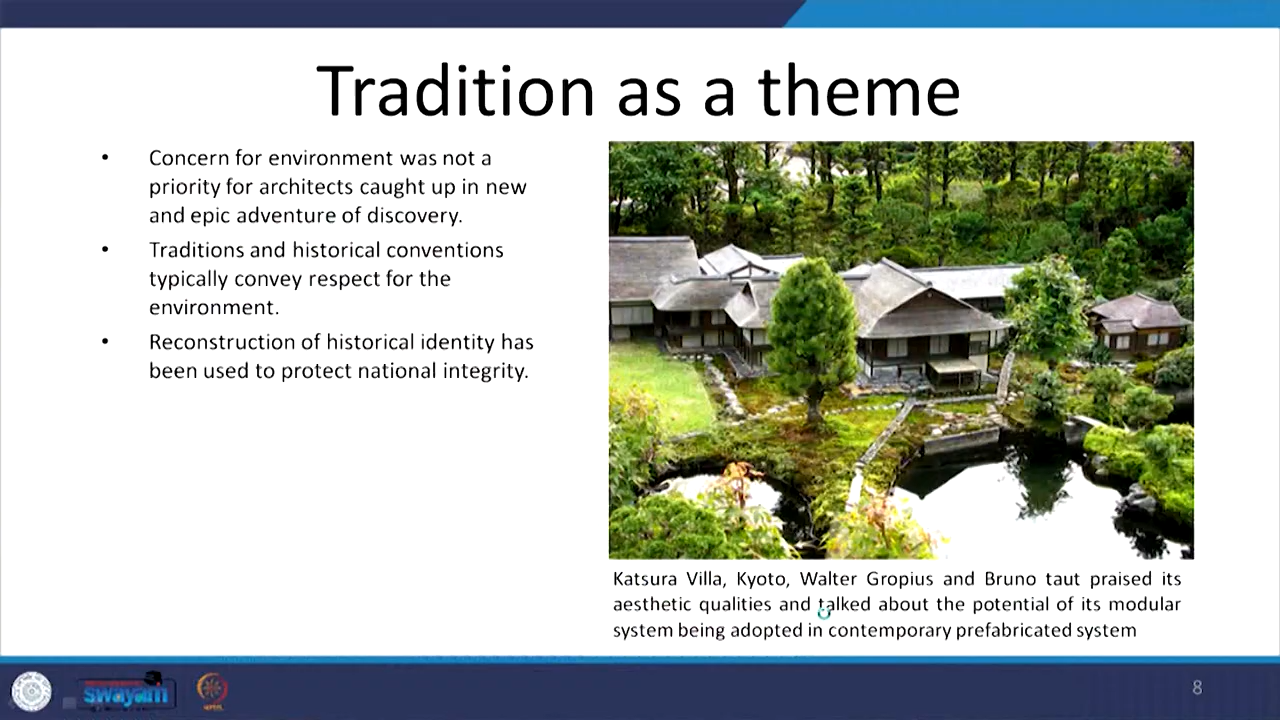 Tradition as a theme
• Concern for environment was not a
priority for architects caught up in new
and epic adventure of discovery.
• Traditions and historical conventions
typically convey respect for the
environment.
• Reconstruction of historical identity has
been used to protect national integrity.
Katsura Villa, Kyoto, Walter Gropius and Bruno taut praised its
aesthetic qualities and talked about the potential of its modular
system being adopted in contemporary prefabricated system
swayam
8